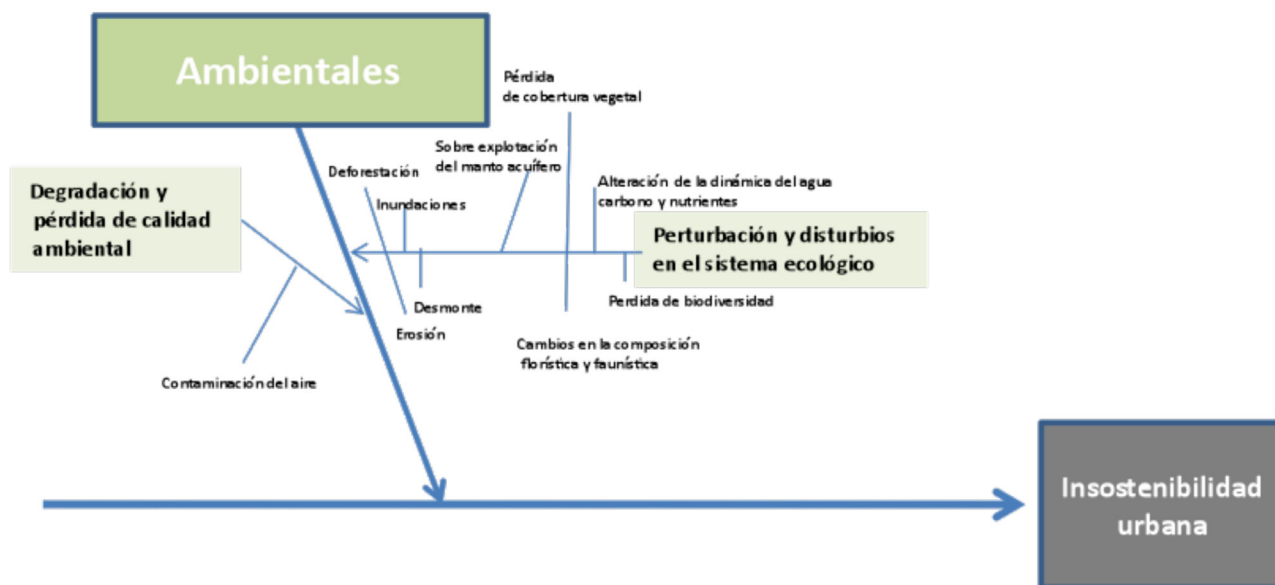 Ambientales
Pérdida
de cobertura vegetal
Sobre explotación
del manto acuífero
Deforestación
Alteración de la dinámica del agua
carbono y nutrientes
Inundaciones
Degradación y
pérdida de calidad
ambiental
Perturbación y disturbios
en el sistema ecológico
Desmonte
Perdida de biodiversidad
Erosión
Cambios en la composición
florística y faunística
Contaminación del aire
Insostenibilidad
urbana